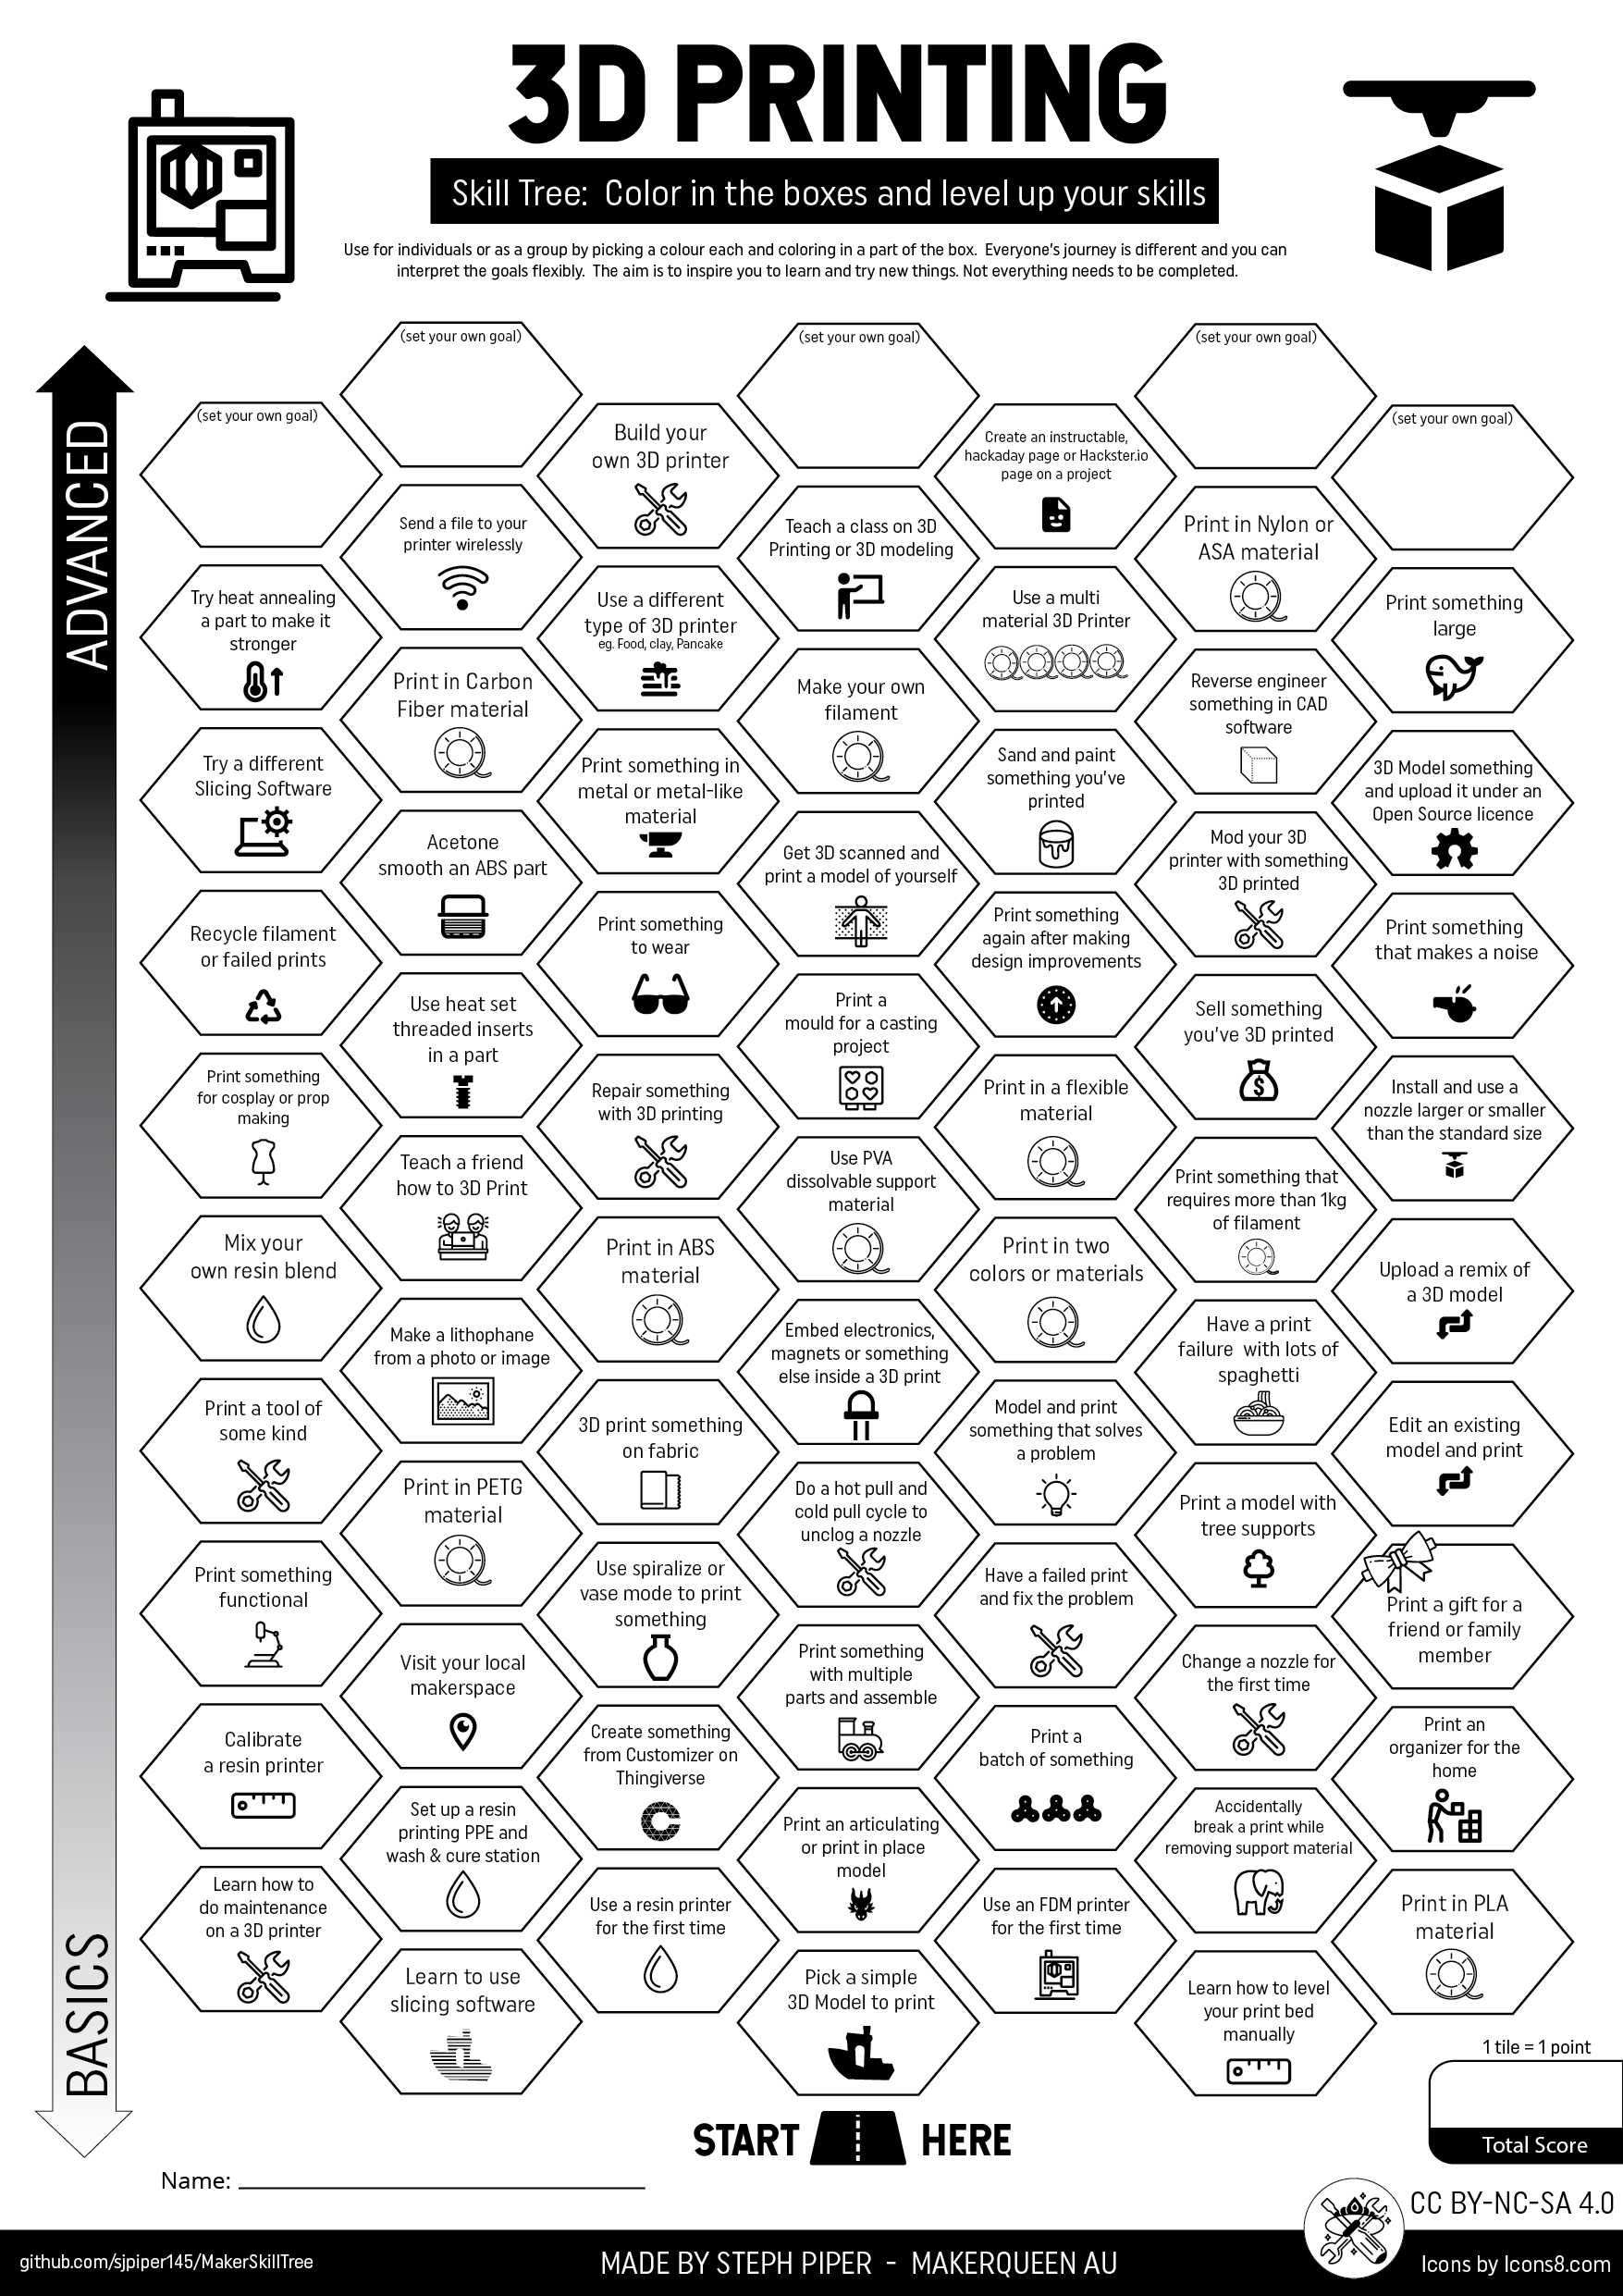 3D PRINTING
Skill Tree:  Color in the boxes and level up your skills
Use for individuals or as a group by picking a colour each and coloring in a part of the box.  Everyone's journey is different and you can
interpret the goals flexibly.  The aim is to inspire you to learn and try new things. Not everything needs to be completed.
ADVANCED
BASICS
(set your own goal)
(set your own goal)
(set your own goal)
(set your own goal)
(set your own goal)
Build your
own 3D printer
Create an instructable,
hackaday page or Hackster.io
page on a project
Send a file to your
printer wirelessly
Teach a class on 3D
Printing or 3D modeling
Print in Nylon or
ASA material
Try heat annealing
a part to make it
stronger
Use a different
type of 3D printer
eg. Food, clay, Pancake
Use a multi
material 3D Printer
Print something
large
Print in Carbon
Fiber material
Make your own
filament
Reverse engineer
something in CAD
software
Try a different
Slicing Software
Print something in
metal or metal-like
material
Sand and paint
something you've
printed
3D Model something
and upload it under an
Open Source licence
Acetone
smooth an ABS part
Get 3D scanned and
print a model of yourself
Mod your 3D
printer with something
3D printed
Recycle filament
or failed prints
Print something
to wear
Print something
again after making
design improvements
Print something
that makes a noise
Use heat set
threaded inserts
in a part
Print a
mould for a casting
project
Sell something
you've 3D printed
Print something
for cosplay or prop
making
Repair something
with 3D printing
Print in a flexible
material
Install and use a
nozzle larger or smaller
than the standard size
Teach a friend
how to 3D Print
Use PVA
dissolvable support
material
Print something that
requires more than 1kg
of filament
Mix your
own resin blend
Print in ABS
material
Print in two
colors or materials
Upload a remix of
a 3D model
Make a lithophane
from a photo or image
Embed electronics,
magnets or something
else inside a 3D print
Have a print
failure  with lots of
spaghetti
Print a tool of
some kind
3D print something
on fabric
Model and print
something that solves
a problem
Edit an existing
model and print
Print in PETG
material
Do a hot pull and
cold pull cycle to
unclog a nozzle
Print a model with
tree supports
Print something
functional
Use spiralize or
vase mode to print
something
Have a failed print
and fix the problem
Print a gift for a
friend or family
member
Visit your local
makerspace
Print something
with multiple
parts and assemble
Change a nozzle for
the first time
Calibrate
a resin printer
Create something
from Customizer on
Thingiverse
Print a
batch of something
Print an
organizer for the
home
Set up a resin
printing PPE and
wash & cure station
Print an articulating
or print in place
model
Accidentally
break a print while
removing support material
Learn how to
do maintenance
on a 3D printer
Use a resin printer
for the first time
Use an FDM printer
for the first time
Print in PLA
material
Learn to use
slicing software
Pick a simple
3D Model to print
Learn how to level
your print bed
manually
1 tile = 1 point
Total Score
START HERE
Name:
CC BY-NC-SA 4.0
github.com/sjpiper145/MakerSkillTree
MADE BY STEPH PIPER  -  MAKERQUEEN AU
Icons by Icons8.com